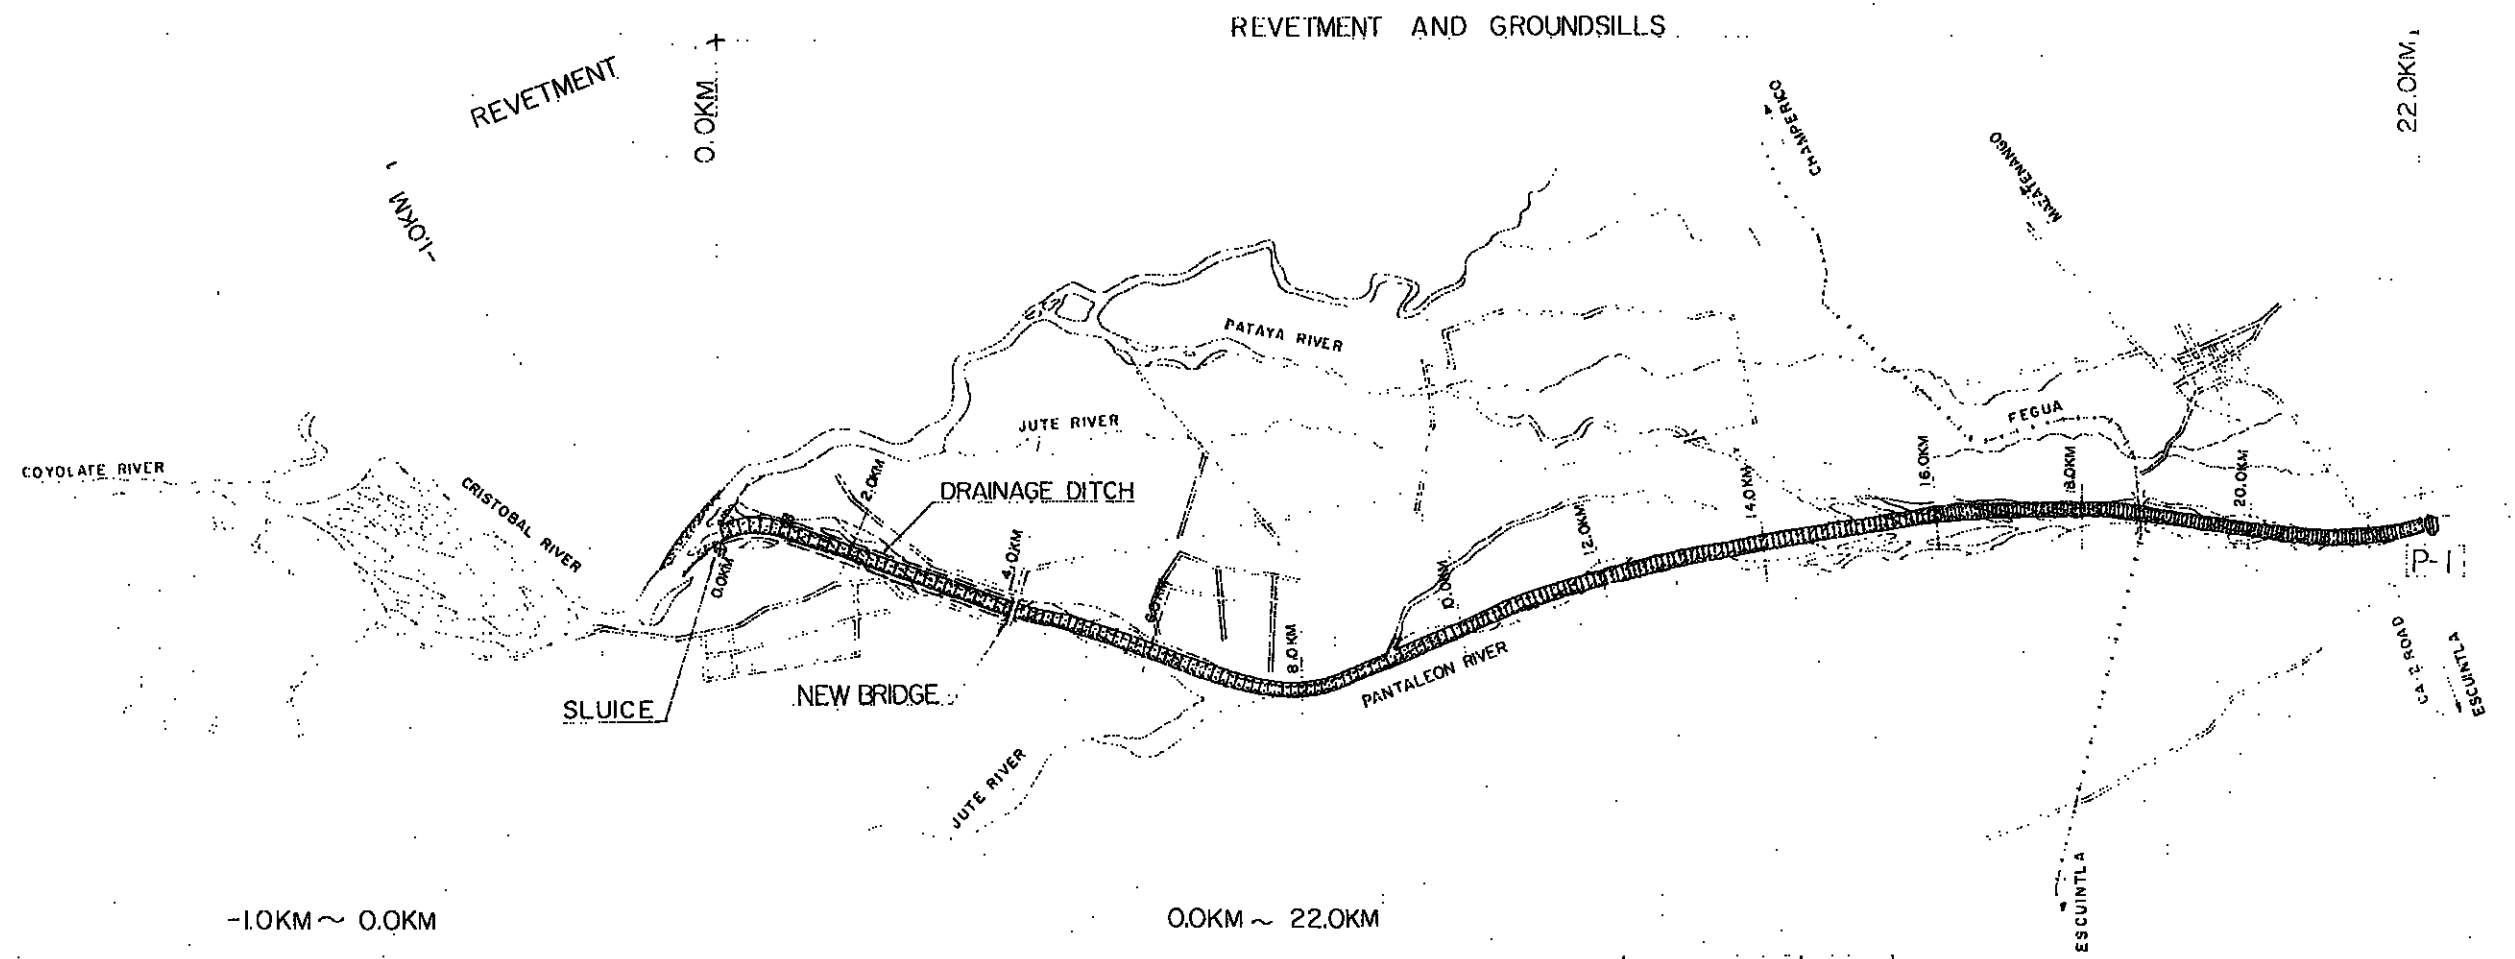 REVETMENT AND GROUNDSILLS
REVETMENT
0.0KM
22.0KM
-1.0KM
CHAMPERICO
MAZATENANGO
PATAYA RIVER
JUTE RIVER
FEGUA
COYOLATE RIVER
CRISTOBAL RIVER
2.0KM
DRAINAGE DITCH
16.0KM
18.0KM
20.0KM
14.0KM
12.0KM
4.0KM
0.0KM
6.0KM
10.0KM
8.0KM
P-1
SLUICE
NEW BRIDGE
PANTALEON RIVER
CA-2 ROAD
ESCUINTLA
JUTE RIVER
ESCUINTLA
-1.0KM ~ 0.0KM
0.0KM ~ 22.0KM